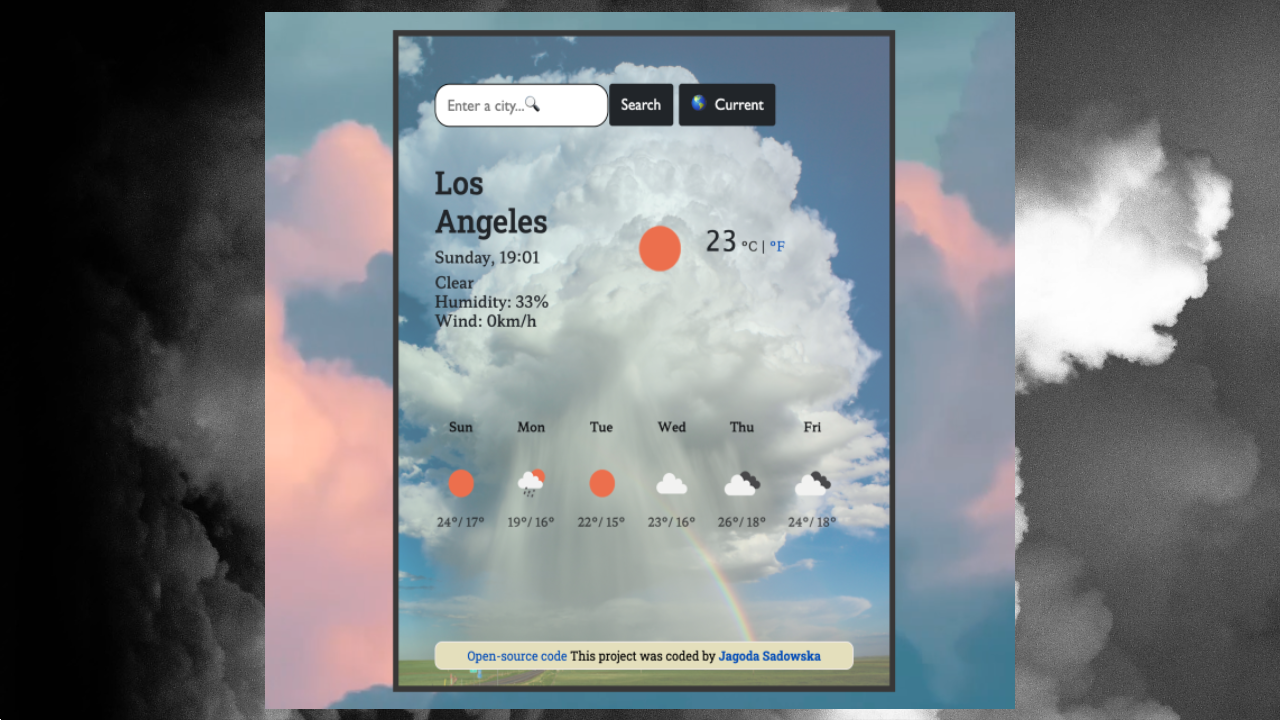 Enter a city...🔍 Search 🌎 Current
Los
Angeles
Sunday, 19:01
Clear
Humidity: 33%
Wind: 0km/h
23 °C | °F
Sun Mon Tue Wed Thu Fri
24°/ 17° 19°/ 16° 22°/ 15° 23°/ 16° 26°/ 18° 24°/ 18°
Open-source code This project was coded by Jagoda Sadowska